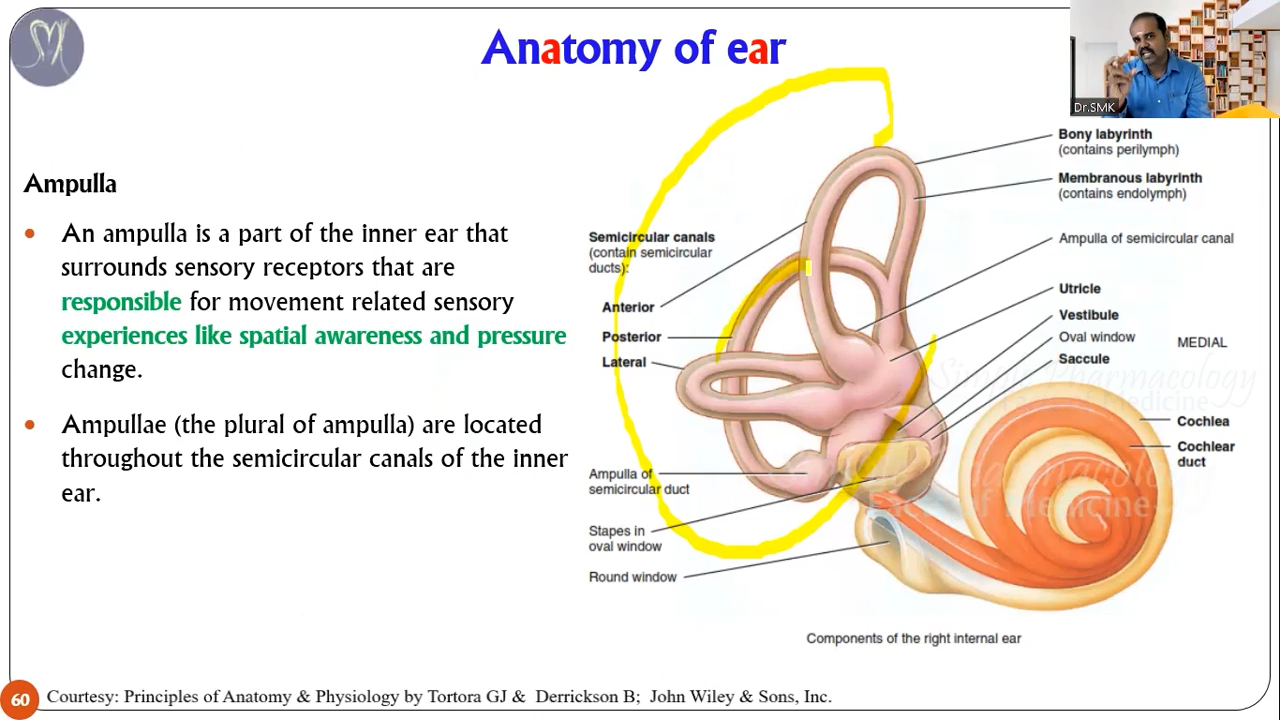 Anatomy of ear
Dr.SMK
Ampulla
An ampulla is a part of the inner ear that
surrounds sensory receptors that are
responsible for movement related sensory
experiences like spatial awareness and pressure
change.
Ampullae (the plural of ampulla) are located
throughout the semicircular canals of the inner
ear.
Semicircular canals
(contain semicircular
ducts):
Anterior
Posterior
Lateral
Ampulla of
semicircular duct
Stapes in
oval window
Round window
Bony labyrinth
(contains perilymph)
Membranous labyrinth
(contains endolymph)
Ampulla of semicircular canal
Utricle
Vestibule
Oval window
Saccule
MEDIAL
Cochlea
Cochlear
duct
Components of the right internal ear
60
Courtesy: Principles of Anatomy & Physiology by Tortora GJ & Derrickson B; John Wiley & Sons, Inc.